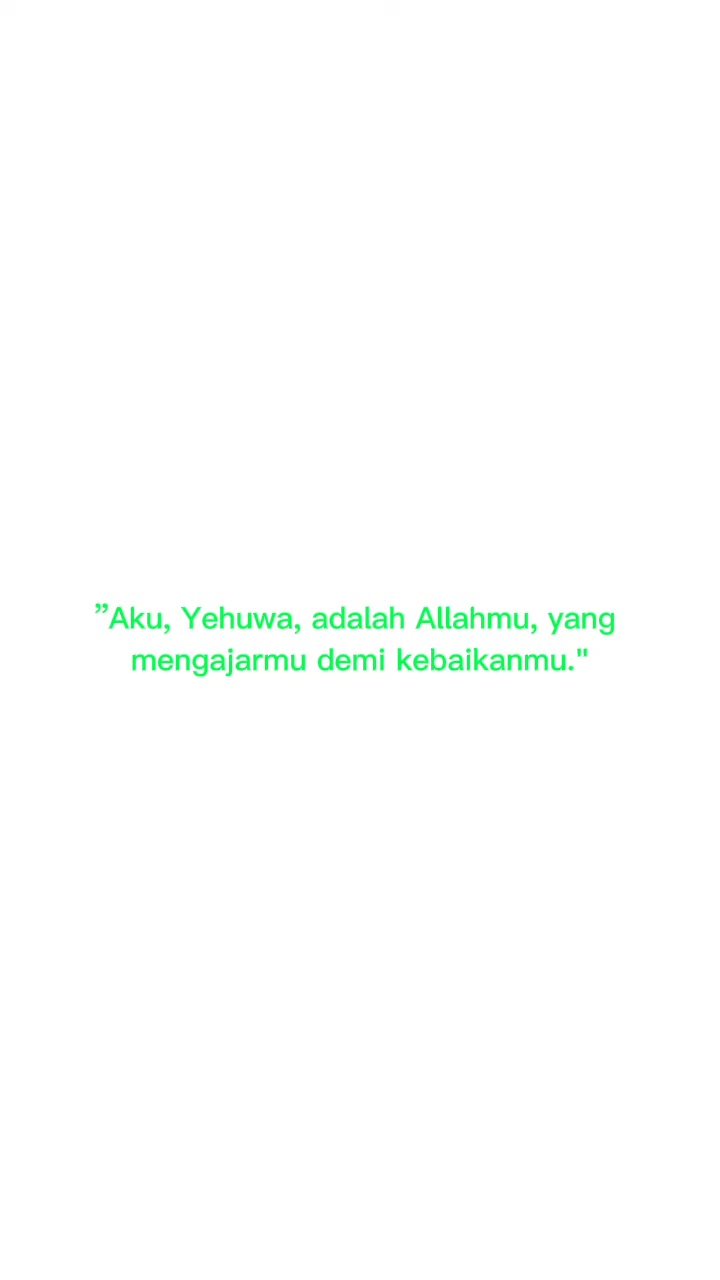 ”Aku, Yehuwa, adalah Allahmu, yang
mengajarmu demi kebaikanmu."